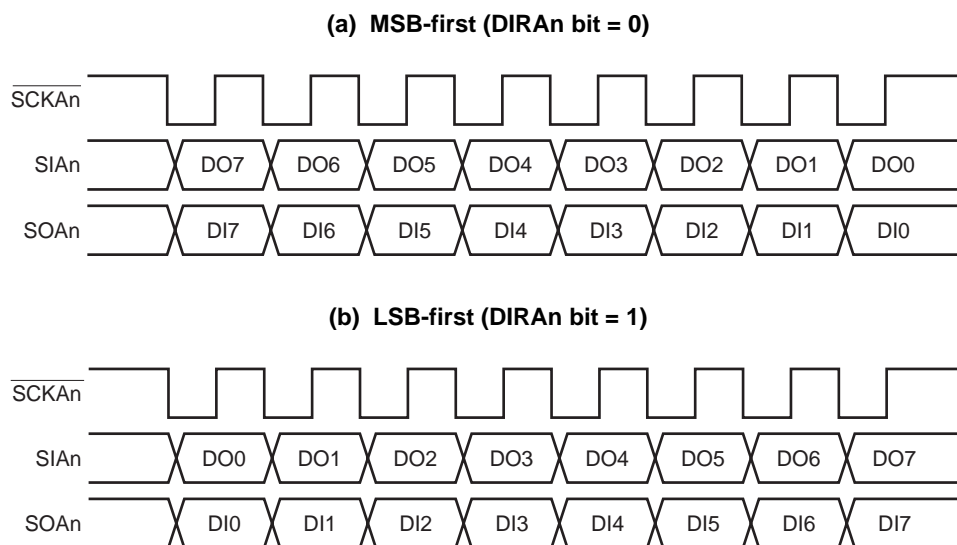 (a) MSB-first (DIRAn bit = 0)
SCKAn
SIAn DO7 DO6 DO5 DO4 DO3 DO2 DO1 DO0
SOAn DI7 DI6 DI5 DI4 DI3 DI2 DI1 DI0
(b) LSB-first (DIRAn bit = 1)
SCKAn
SIAn DO0 DO1 DO2 DO3 DO4 DO5 DO6 DO7
SOAn DI0 DI1 DI2 DI3 DI4 DI5 DI6 DI7